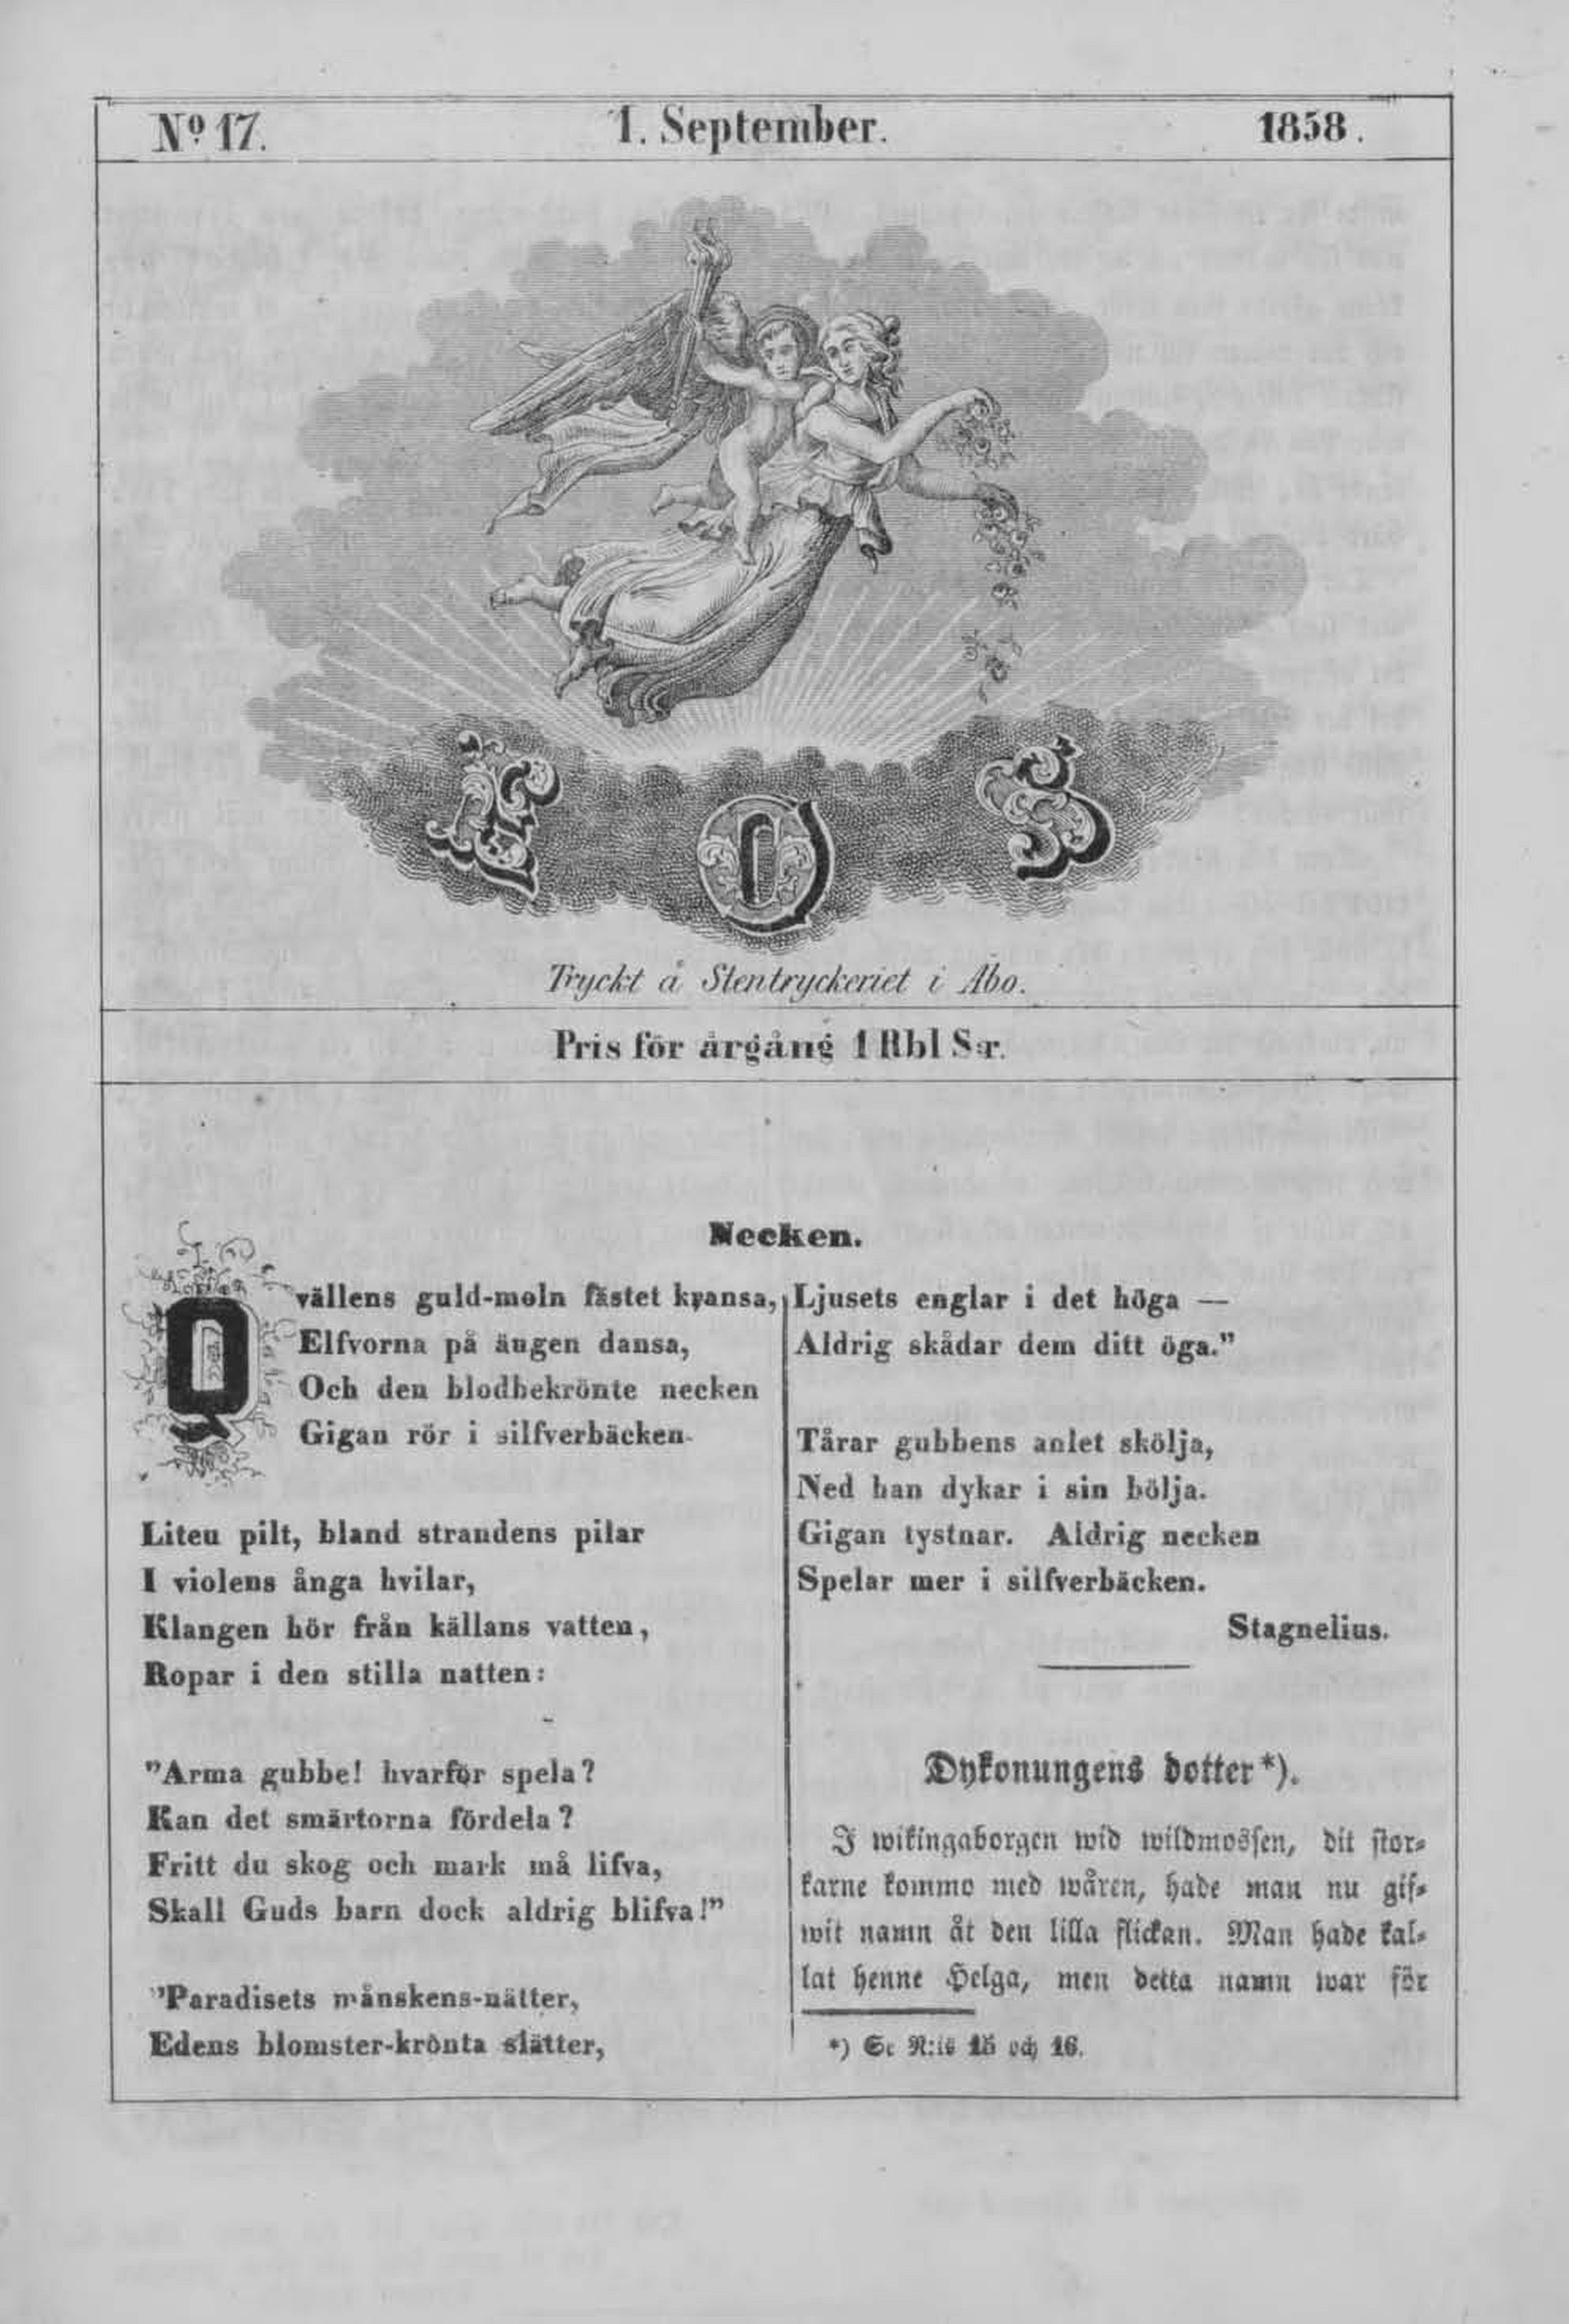 Nº 17. 1. September. 1858.
EOS
Tryckt å Stentryckeriet i Åbo.
Pris för årgång 1 Rbl S:r.
Necken.
Qvällens guld-moln fästet kransa,
Elfvorna på ängen dansa,
Och den blodbekrönte necken
Gigan rör i silfverbäcken.
Liten pilt, bland strandens pilar
I violens ånga hvilar,
Klangen hör från källans vatten,
Ropar i den stilla natten:
"Arma gubbe! hvarför spela?
Kan det smärtorna fördela?
Fritt du skog och mark må lifva,
Skall Guds barn dock aldrig blifva!"
"Paradisets månskens-nätter,
Edens blomster-krönta slätter,
Ljusets englar i det höga —
Aldrig skådar dem ditt öga."
Tårar gubbens anlet skölja,
Ned han dykar i sin bölja.
Gigan tystnar. Aldrig necken
Spelar mer i silfverbäcken.
Stagnelius.
Dykonungens dotter*).
I wikingaborgen wid wildmossen, dit stor-
karne kommo med wåren, hade man nu gif-
wit namn åt den lilla flickan. Man hade kal-
lat henne Helga, men detta namn war för
*) Se N:is 15 och 16.